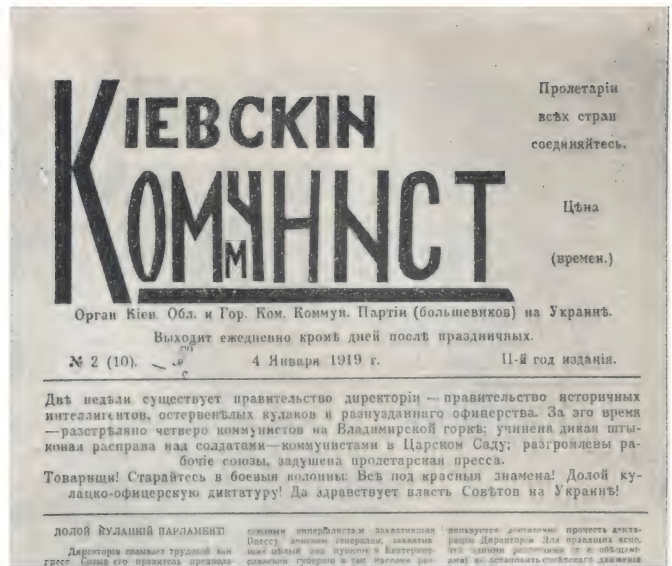 КІЕВСКІЙ
КОММУНИСТ
Пролетаріи
всѣх стран
соединяйтесь.
Цѣна
(времен.)
Орган Кіев. Обл. и Гор. Ком. Коммун. Партіи (большевиков) на Украинѣ.
Выходит ежедневно кромѣ дней послѣ праздничных.
№ 2 (10).
4 Января 1919 г.
II-й год изданія.
Двѣ недѣли существует правительство директоріи — правительство историчных
интеллигентов, остервенѣлых кулаков и разнузданнаго офицерства. За это время
—разстрѣляно четверо коммунистов на Владимирской горкѣ; учинена дикая шты-
ковая расправа над солдатами—коммунистами в Царском Саду; разгромлены ра-
бочіе союзы, задушена пролетарская пресса.
Товарищи! Старайтесь в боевыя колонны: Всѣ под красныя знамена! Долой ку-
лацко-офицерскую диктатуру! Да здравствует власть Совѣтов на Украинѣ!
ДОЛОЙ КУЛАЦКІЙ ПАРЛАМЕНТ!
Директорія созывает трудовой кон
гресс
Одессу